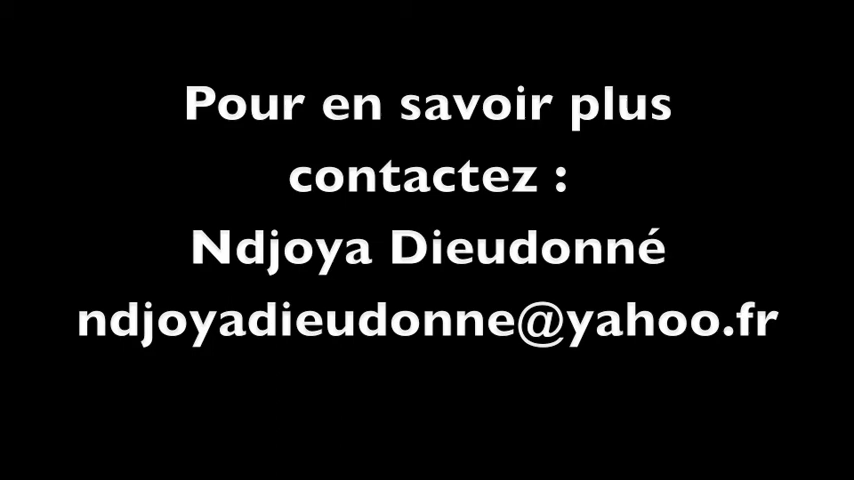 Pour en savoir plus
contactez :
Ndjoya Dieudonné
ndjoyadieudonne@yahoo.fr